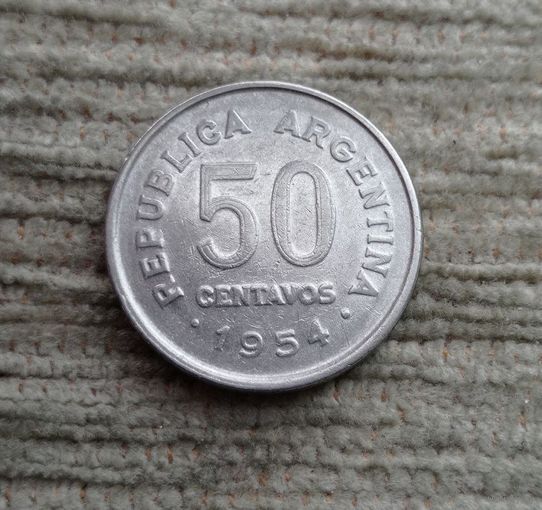 REPUBLICA ARGENTINA
50
CENTAVOS
· 1954 ·